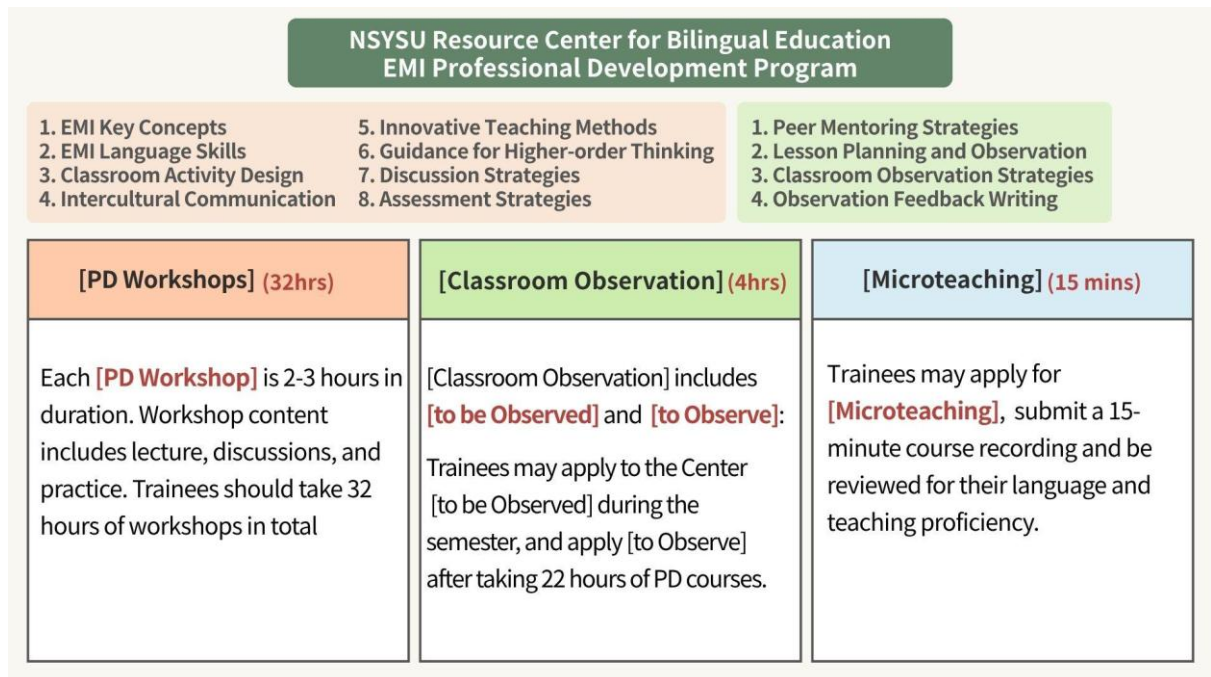 NSYSU Resource Center for Bilingual Education
EMI Professional Development Program
1. EMI Key Concepts
2. EMI Language Skills
3. Classroom Activity Design
4. Intercultural Communication
5. Innovative Teaching Methods
6. Guidance for Higher-order Thinking
7. Discussion Strategies
8. Assessment Strategies
1. Peer Mentoring Strategies
2. Lesson Planning and Observation
3. Classroom Observation Strategies
4. Observation Feedback Writing
[PD Workshops] (32hrs)
Each [PD Workshop] is 2-3 hours in
duration. Workshop content
includes lecture, discussions, and
practice. Trainees should take 32
hours of workshops in total
[Classroom Observation] (4hrs)
[Classroom Observation] includes
[to be Observed] and [to Observe]:
Trainees may apply to the Center
[to be Observed] during the
semester, and apply [to Observe]
after taking 22 hours of PD courses.
[Microteaching] (15 mins)
Trainees may apply for
[Microteaching], submit a 15-
minute course recording and be
reviewed for their language and
teaching proficiency.